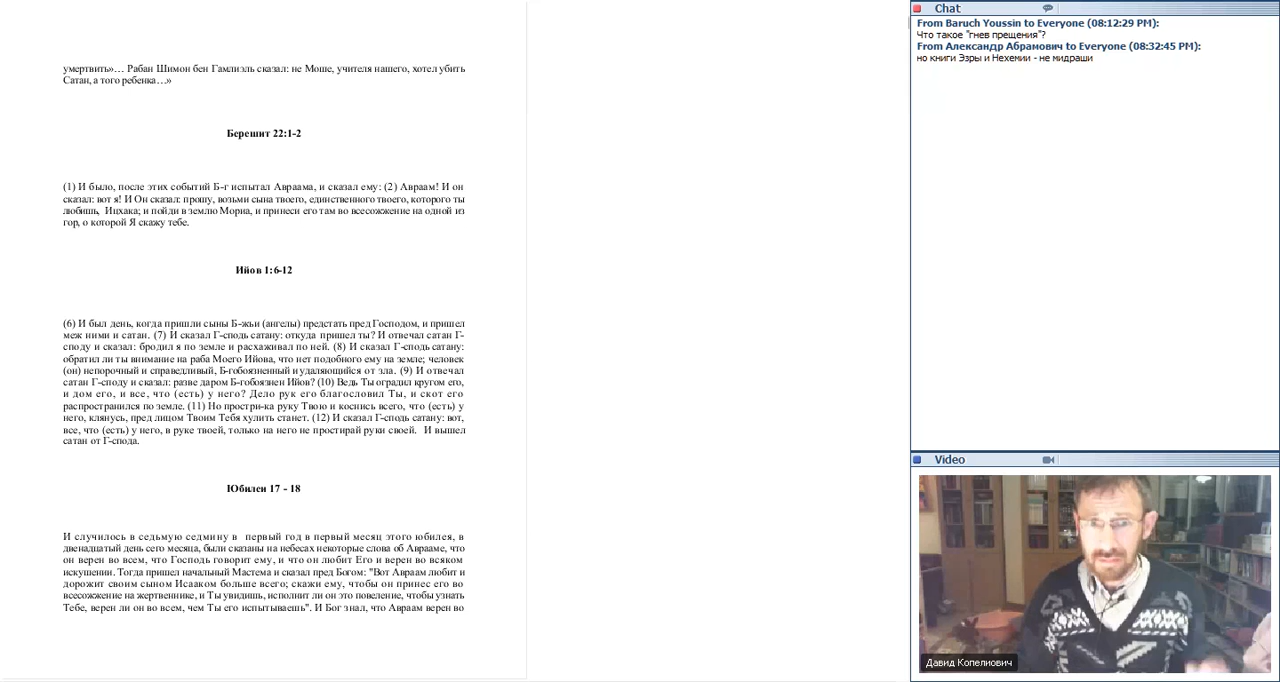 умертвить»… Рабан Шимон бен Гамлиэль сказал: не Моше, учителя нашего, хотел убить
Сатан, а того ребенка…»
Берешит 22:1-2
(1) И было, после этих событий Б-г испытал Авраама, и сказал ему: (2) Авраам! И он
сказал: вот я! И Он сказал: прошу, возьми сына твоего, единственного твоего, которого ты
любишь, Ицхака; и пойди в землю Мориа, и принеси его там во всесожжение на одной из
гор, о которой Я скажу тебе.
Ийов 1:6-12
(6) И был день, когда пришли сыны Б-жьи (ангелы) предстать пред Господом, и пришел
меж ними и сатан. (7) И сказал Г-сподь сатану: откуда пришел ты? И отвечал сатан Г-
споду и сказал: бродил я по земле и расхаживал по ней. (8) И сказал Г-сподь сатану:
обратил ли ты внимание на раба Моего Ийова, что нет подобного ему на земле; человек
(он) непорочный и справедливый, Б-гобоязненный и удаляющийся от зла. (9) И отвечал
сатан Г-споду и сказал: разве даром Б-гобоязнен Ийов? (10) Ведь Ты оградил кругом его,
и дом его, и все, что (есть) у него? Дело рук его благословил Ты, и скот его
распространился по земле. (11) Но простри-ка руку Твою и коснись всего, что (есть) у
него, клянусь, пред лицом Твоим Тебя хулить станет. (12) И сказал Г-сподь сатану: вот,
все, что (есть) у него, в руке твоей, только на него не простирай руки своей. И вышел
сатан от Г-спода.
Юбилеи 17 - 18
И случилось в седьмую седмину в первый год в первый месяц этого юбилея, в
двенадцатый день сего месяца, были сказаны на небесах некоторые слова об Аврааме, что
он верен во всем, что Господь говорит ему, и что он любит Его и верен во всяком
искушении. Тогда пришел начальный Мастема и сказал пред Богом: "Вот Авраам любит и
дорожит своим сыном Исааком больше всего; скажи ему, чтобы он принес его во
всесожжение на жертвеннике, и Ты увидишь, исполнит ли он это повеление, чтобы узнать
Тебе, верен ли он во всем, чем Ты его испытываешь". И Бог знал, что Авраам верен во
Chat
From Baruch Youssin to Everyone (08:12:29 PM):
Что такое "гнев прещения"?
From Александр Абрамович to Everyone (08:32:45 PM):
но книги Эзры и Нехемии - не мидраши
Video
Давид Копелиович